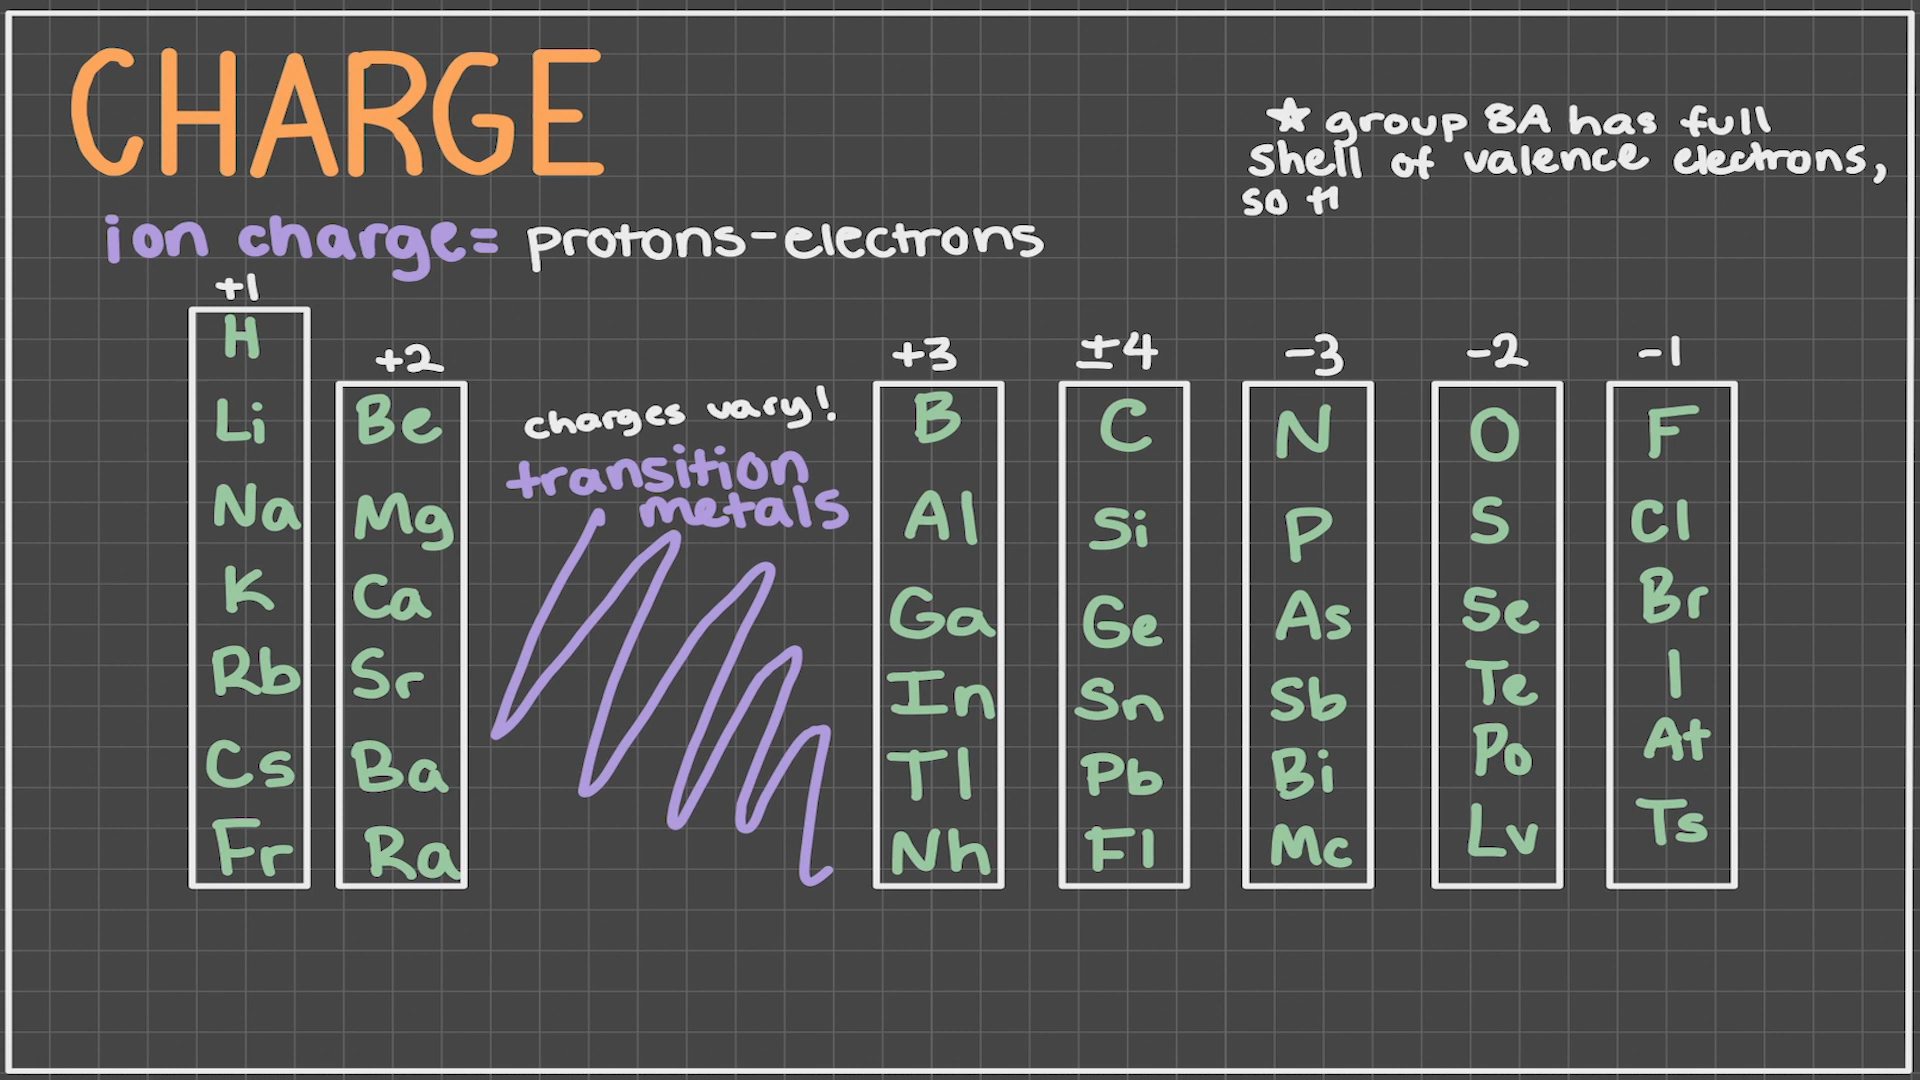 CHARGE
★ group 8A has full
shell of valence electrons,
so
ion charge= protons-electrons
+1
H
Li
Na
K
Rb
Cs
Fr
+2
Be
Mg
Ca
Sr
Ba
Ra
charges vary!
transition
metals
+3
B
Al
Ga
In
Tl
Nh
±4
C
Si
Ge
Sn
Pb
Fl
-3
N
P
As
Sb
Bi
Mc
-2
O
S
Se
Te
Po
Lv
-1
F
Cl
Br
I
At
Ts